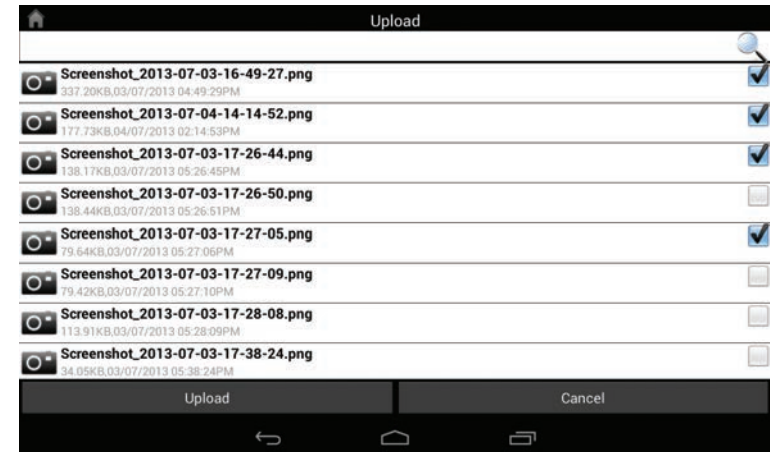 Upload
Screenshot_2013-07-03-16-49-27.png
337.20KB,03/07/2013 04:49:29PM
Screenshot_2013-07-04-14-14-52.png
177.73KB,04/07/2013 02:14:53PM
Screenshot_2013-07-03-17-26-44.png
138.17KB,03/07/2013 05:26:45PM
Screenshot_2013-07-03-17-26-50.png
138.44KB,03/07/2013 05:26:51PM
Screenshot_2013-07-03-17-27-05.png
79.64KB,03/07/2013 05:27:06PM
Screenshot_2013-07-03-17-27-09.png
79.42KB,03/07/2013 05:27:10PM
Screenshot_2013-07-03-17-28-08.png
113.91KB,03/07/2013 05:28:09PM
Screenshot_2013-07-03-17-38-24.png
34.05KB,03/07/2013 05:38:24PM
Upload Cancel